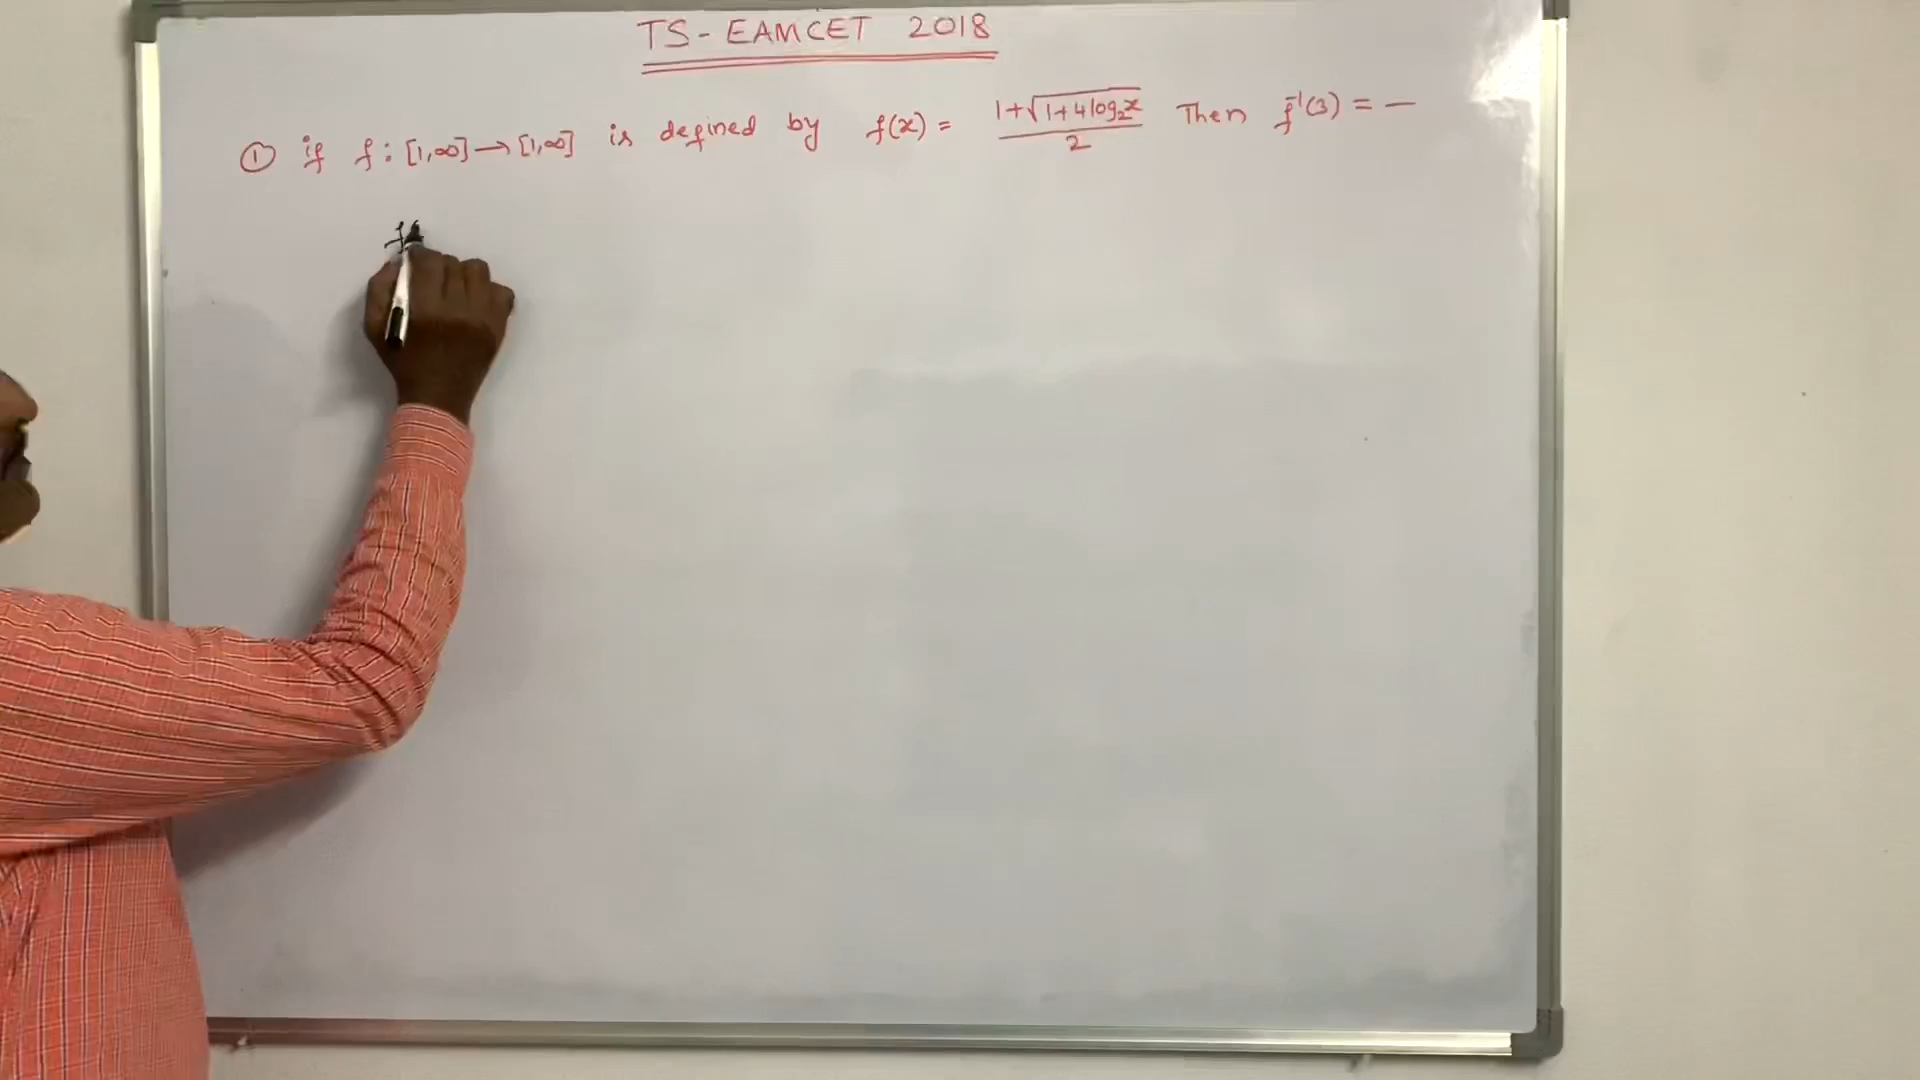 TS - EAMCET 2018
① if f : [1,∞] → [1,∞] is defined by f(x) = (1+√(1+4log₂x))/2 Then f⁻¹(3) = —
f